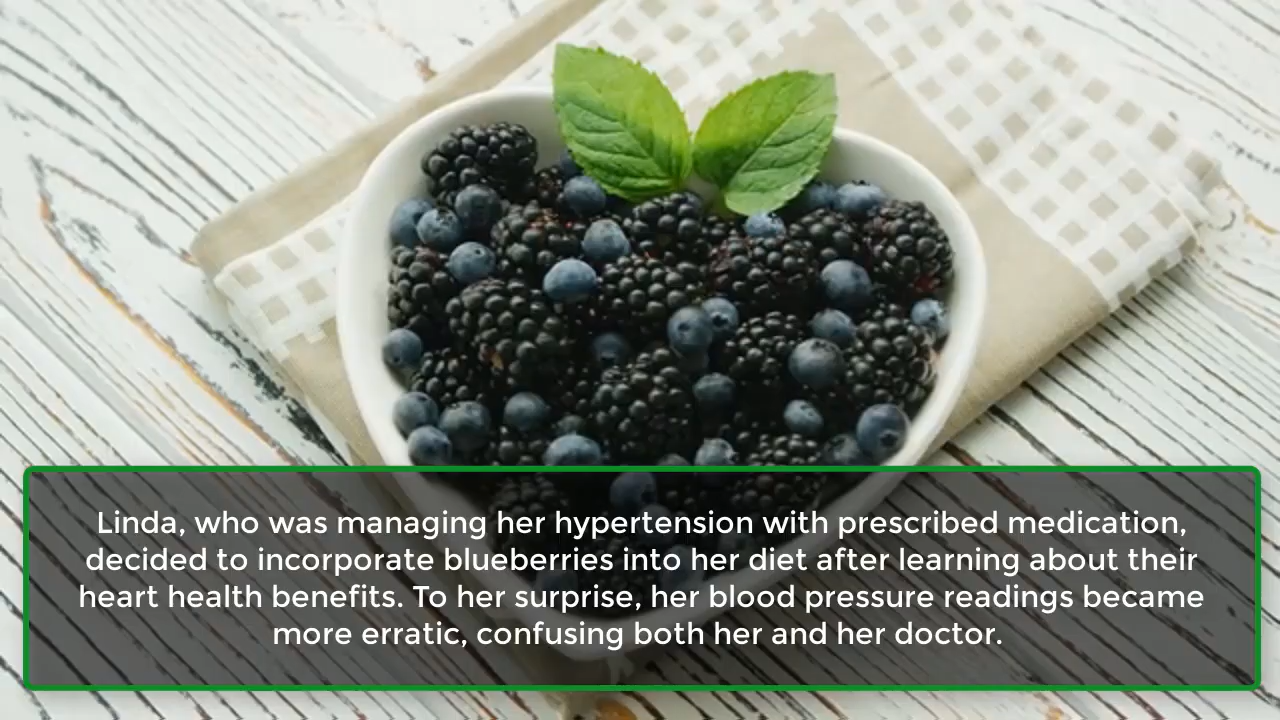 Linda, who was managing her hypertension with prescribed medication,
decided to incorporate blueberries into her diet after learning about their
heart health benefits. To her surprise, her blood pressure readings became
more erratic, confusing both her and her doctor.